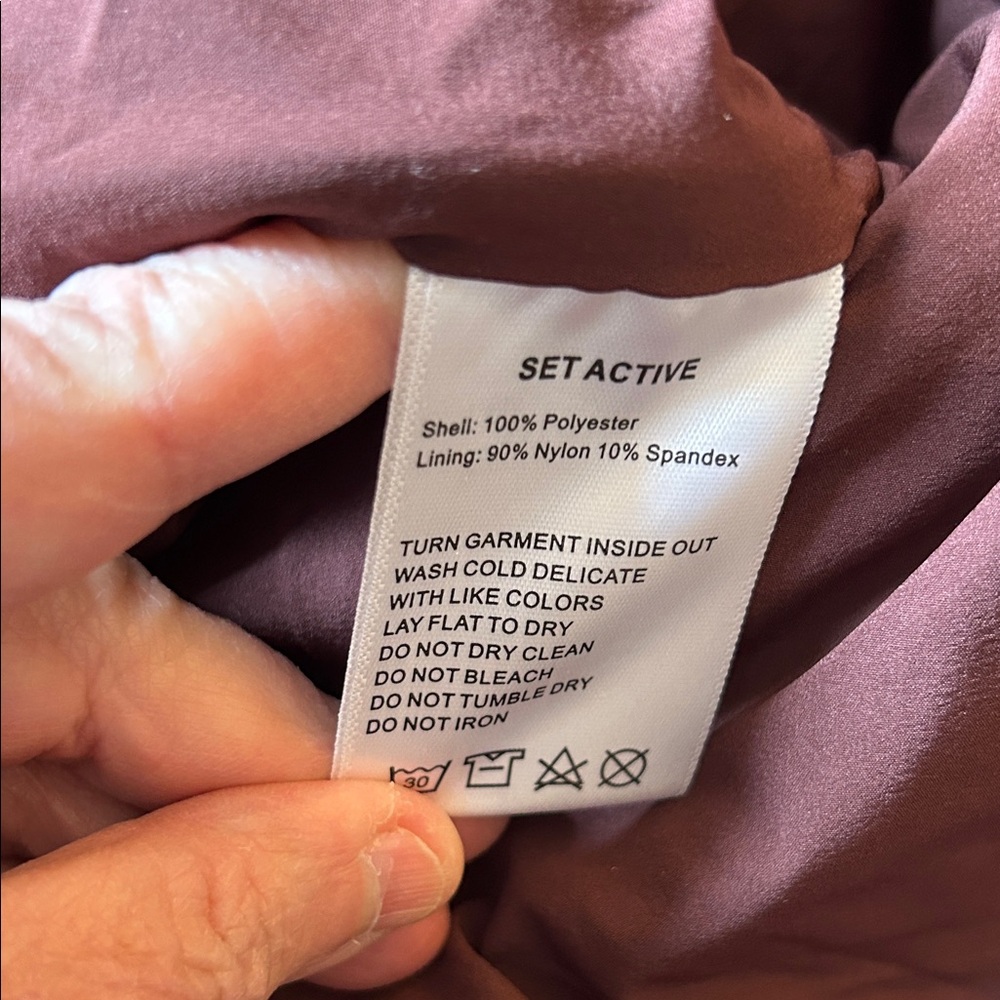 SET ACTIVE
Shell: 100% Polyester
Lining: 90% Nylon 10% Spandex
TURN GARMENT INSIDE OUT
WASH COLD DELICATE
WITH LIKE COLORS
LAY FLAT TO DRY
DO NOT DRY CLEAN
DO NOT BLEACH
DO NOT TUMBLE DRY
DO NOT IRON
30